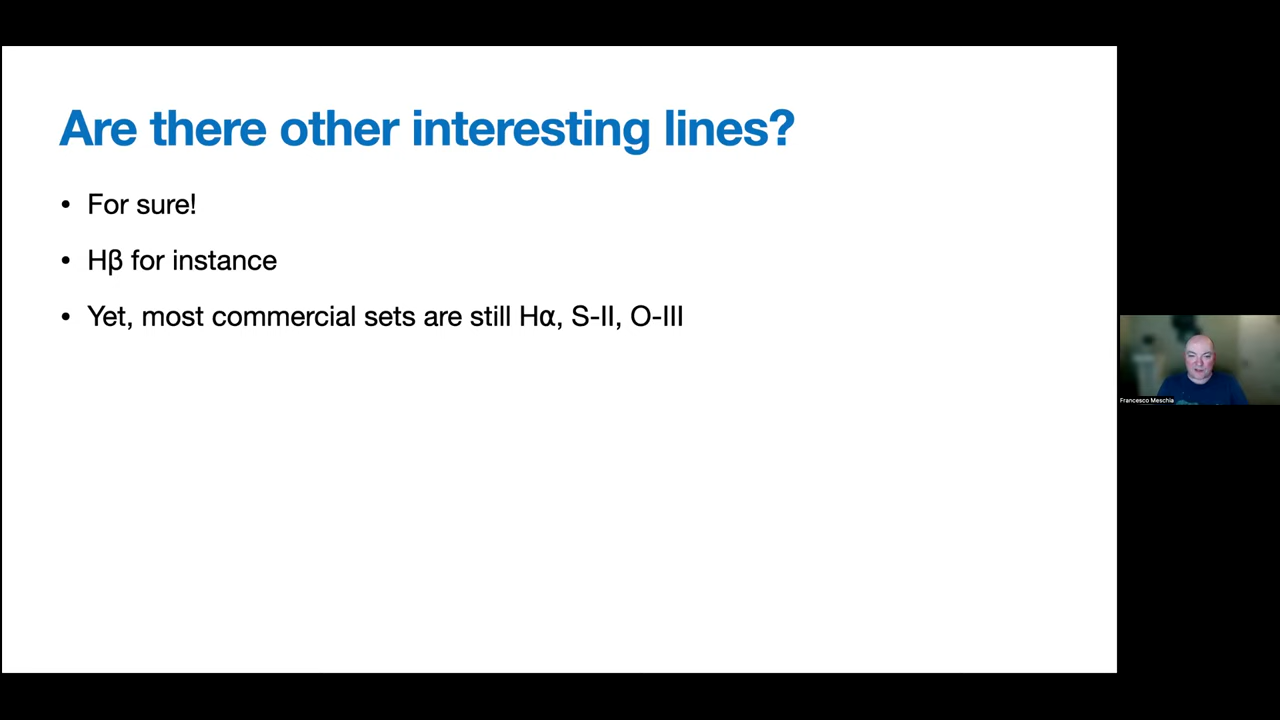 Are there other interesting lines?
• For sure!
• Hβ for instance
• Yet, most commercial sets are still Hα, S-II, O-III
Francesco Meschia